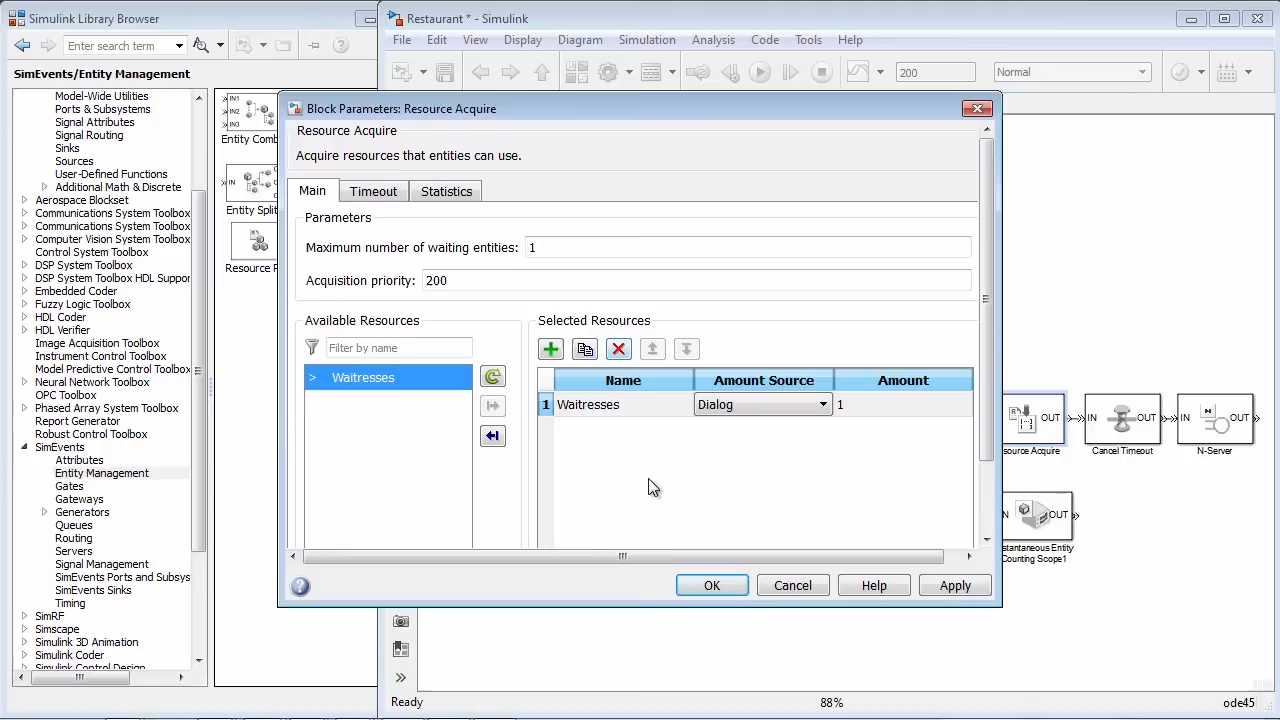 Simulink Library Browser
Enter search term
SimEvents/Entity Management
Model-Wide Utilities
Ports & Subsystems
Signal Attributes
Signal Routing
Sinks
Sources
User-Defined Functions
Additional Math & Discrete
Aerospace Blockset
Communications System Toolbox
Communications System Toolbox
Computer Vision System Toolbox
Control System Toolbox
DSP System Toolbox
DSP System Toolbox HDL Suppor
Embedded Coder
Fuzzy Logic Toolbox
HDL Coder
HDL Verifier
Image Acquisition Toolbox
Instrument Control Toolbox
Model Predictive Control Toolbox
Neural Network Toolbox
OPC Toolbox
Phased Array System Toolbox
Report Generator
Robust Control Toolbox
SimEvents
Attributes
Entity Management
Gates
Gateways
Generators
Queues
Routing
Servers
Signal Management
SimEvents Ports and Subsys
SimEvents Sinks
Timing
SimRF
Simscape
Simulink 3D Animation
Simulink Coder
Simulink Control Design
IN1
IN2
IN3
Entity Comb
IN
Entity Split
Resource P
Restaurant * - Simulink
File Edit View Display Diagram Simulation Analysis Code Tools Help
200
Normal
Block Parameters: Resource Acquire
Resource Acquire
Acquire resources that entities can use.
Main Timeout Statistics
Parameters
Maximum number of waiting entities: 1
Acquisition priority: 200
Available Resources
Filter by name
> Waitresses
Selected Resources
Name Amount Source Amount
1 Waitresses Dialog 1
OK Cancel Help Apply
OUT IN OUT IN OUT
source Acquire Cancel Timeout N-Server
IN OUT
stantaneous Entity
Counting Scope1
Ready 88% ode45